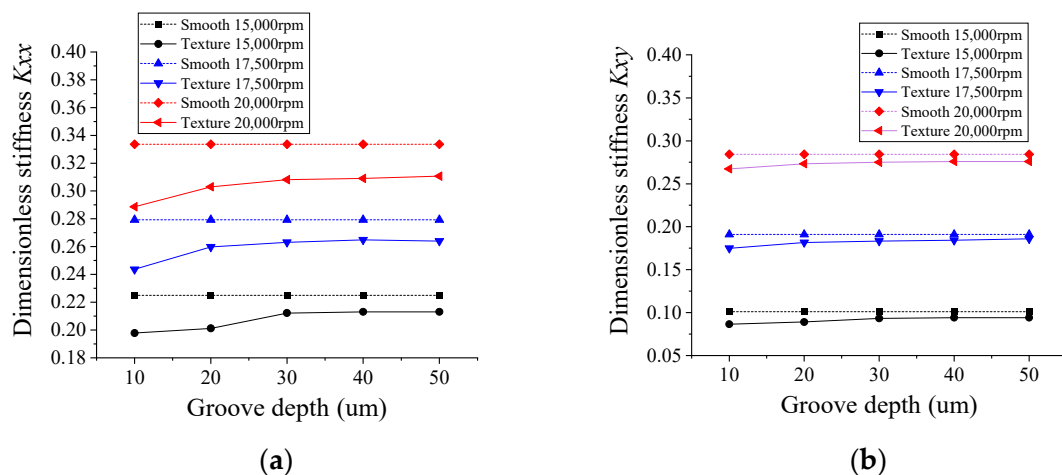 Smooth 15,000rpm
Texture 15,000rpm
Smooth 17,500rpm
Texture 17,500rpm
Smooth 20,000rpm
Texture 20,000rpm
Dimensionless stiffness Kxx
0.40
0.38
0.36
0.34
0.32
0.30
0.28
0.26
0.24
0.22
0.20
0.18
10 20 30 40 50
Groove depth (um)
(a)
Smooth 15,000rpm
Texture 15,000rpm
Smooth 17,500rpm
Texture 17,500rpm
Smooth 20,000rpm
Texture 20,000rpm
Dimensionless stiffness Kxy
0.40
0.35
0.30
0.25
0.20
0.15
0.10
0.05
10 20 30 40 50
Groove depth (um)
(b)